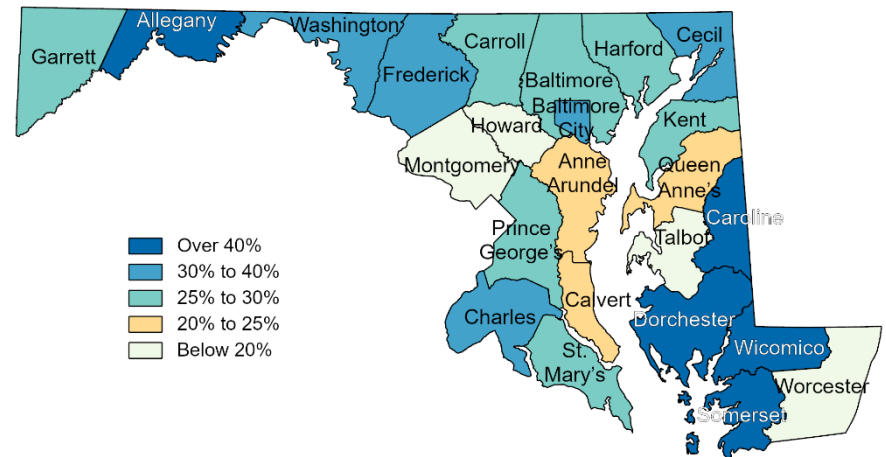 Allegany
Washington
Cecil
Garrett
Carroll
Harford
Frederick
Baltimore
Baltimore
City
Kent
Howard
Montgomery
Anne
Arundel
Queen
Anne's
Caroline
Talbot
Prince
George's
Over 40%
30% to 40%
25% to 30%
20% to 25%
Below 20%
Calvert
Charles
Dorchester
Wicomico
St.
Mary's
Worcester
Somerset